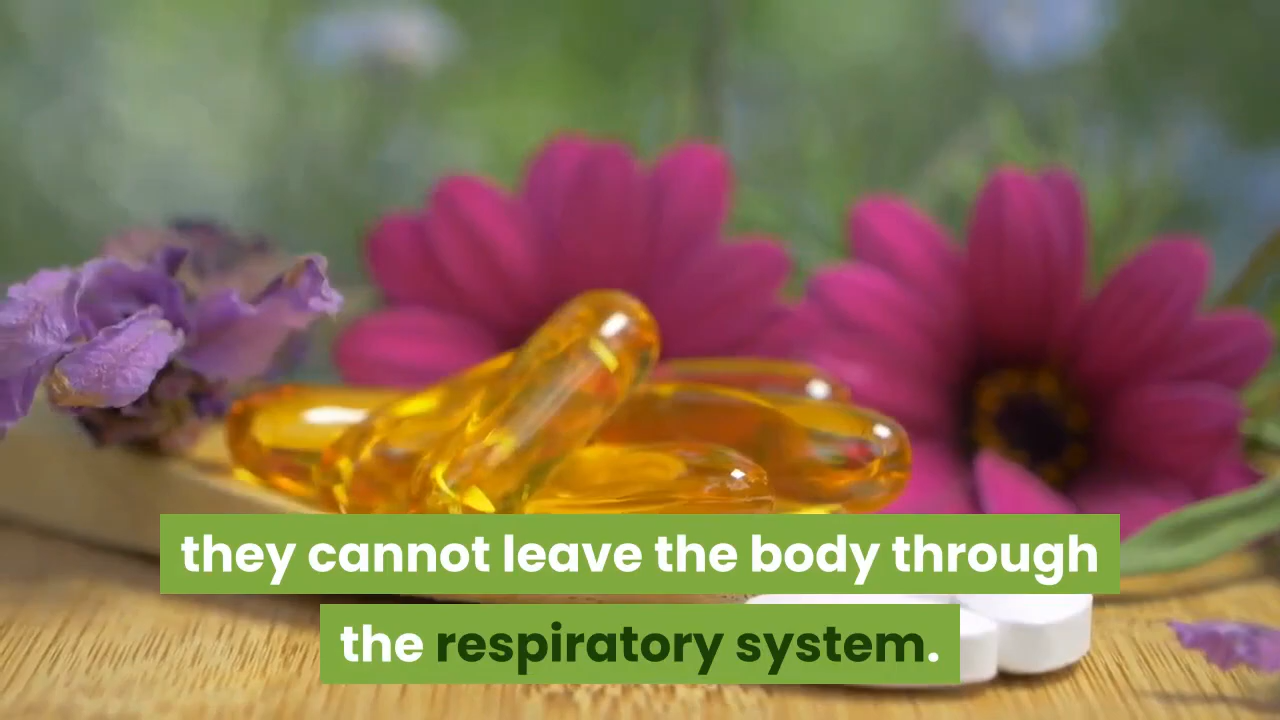 they cannot leave the body through
the respiratory system.